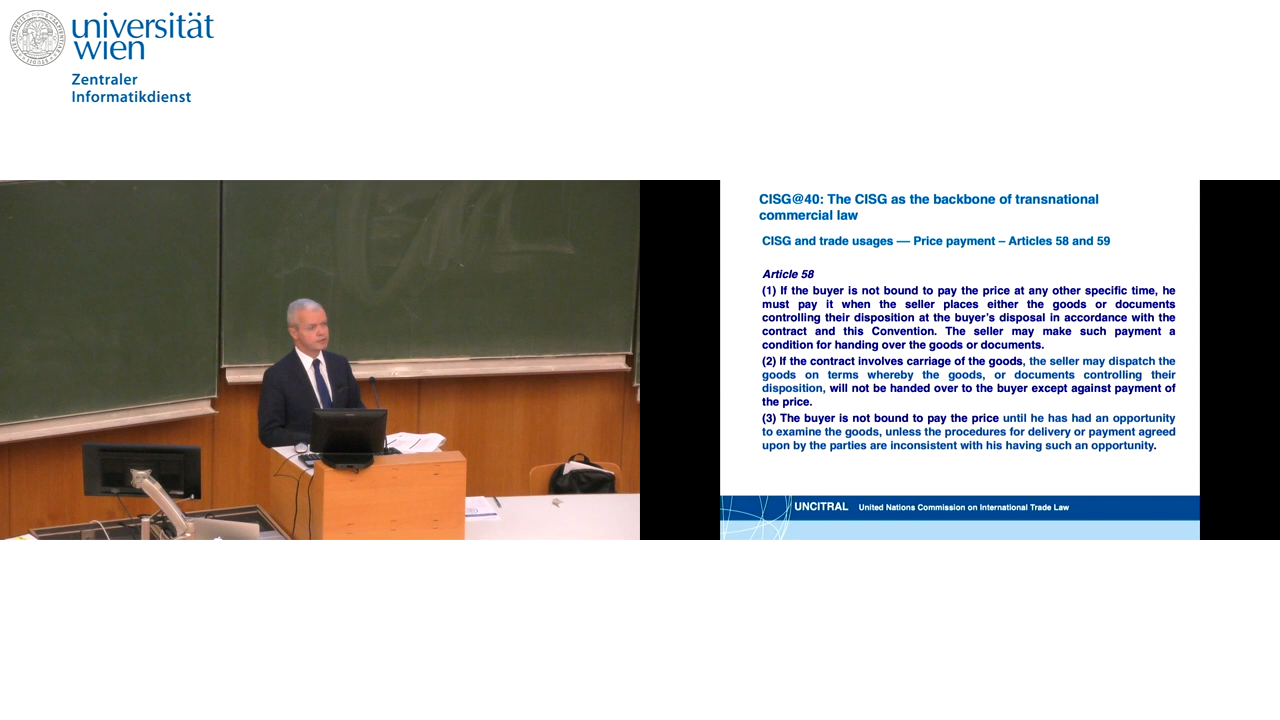 universität
wien
Zentraler
Informatikdienst
CISG@40: The CISG as the backbone of transnational
commercial law
CISG and trade usages — Price payment – Articles 58 and 59
Article 58
(1) If the buyer is not bound to pay the price at any other specific time, he
must pay it when the seller places either the goods or documents
controlling their disposition at the buyer's disposal in accordance with the
contract and this Convention. The seller may make such payment a
condition for handing over the goods or documents.
(2) If the contract involves carriage of the goods, the seller may dispatch the
goods on terms whereby the goods, or documents controlling their
disposition, will not be handed over to the buyer except against payment of
the price.
(3) The buyer is not bound to pay the price until he has had an opportunity
to examine the goods, unless the procedures for delivery or payment agreed
upon by the parties are inconsistent with his having such an opportunity.
UNCITRAL United Nations Commission on International Trade Law